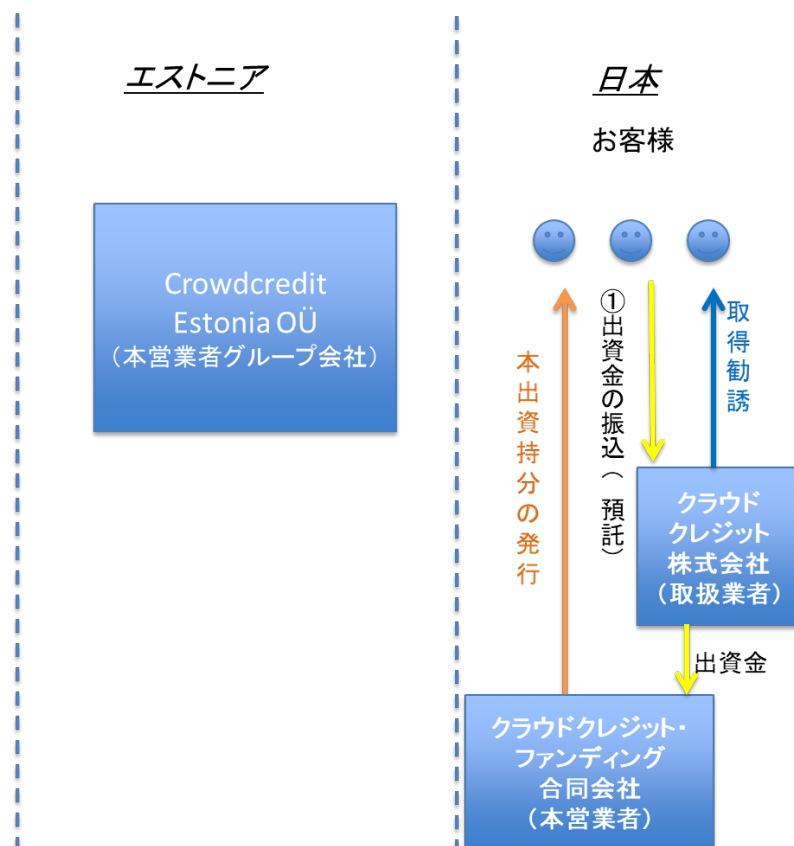 エストニア
日本
お客様
Crowdcredit
Estonia OÜ
（本営業者グループ会社）
本出資持分の発行
①出資金の振込（預託）
取得勧誘
クラウド
クレジット
株式会社
（取扱業者）
出資金
クラウドクレジット・
ファンディング
合同会社
（本営業者）